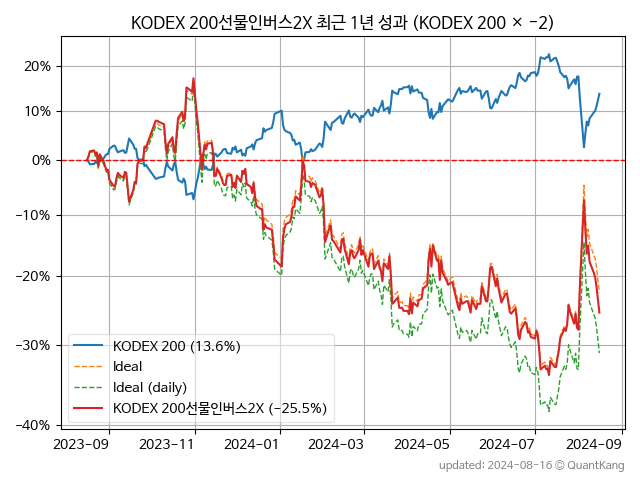 KODEX 200선물인버스2X 최근 1년 성과 (KODEX 200 × −2)
20%
10%
0%
−10%
−20%
−30%
−40%
KODEX 200 (13.6%)
Ideal
Ideal (daily)
KODEX 200선물인버스2X (−25.5%)
2023-09 2023-11 2024-01 2024-03 2024-05 2024-07 2024-09
updated: 2024-08-16 © QuantKang